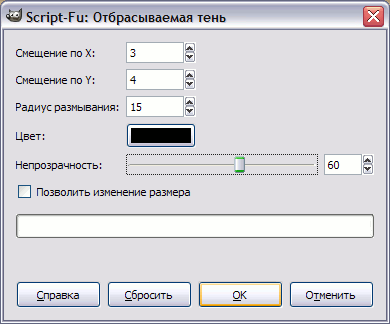 Script-Fu: Отбрасываемая тень
Смещение по X: 3
Смещение по Y: 4
Радиус размывания: 15
Цвет:
Непрозрачность: 60
Позволить изменение размера
Справка Сбросить OK Отменить